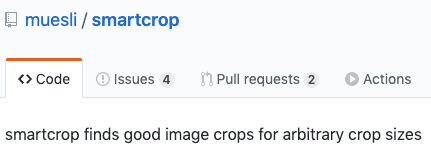 muesli / smartcrop
Code Issues 4 Pull requests 2 Actions
smartcrop finds good image crops for arbitrary crop sizes